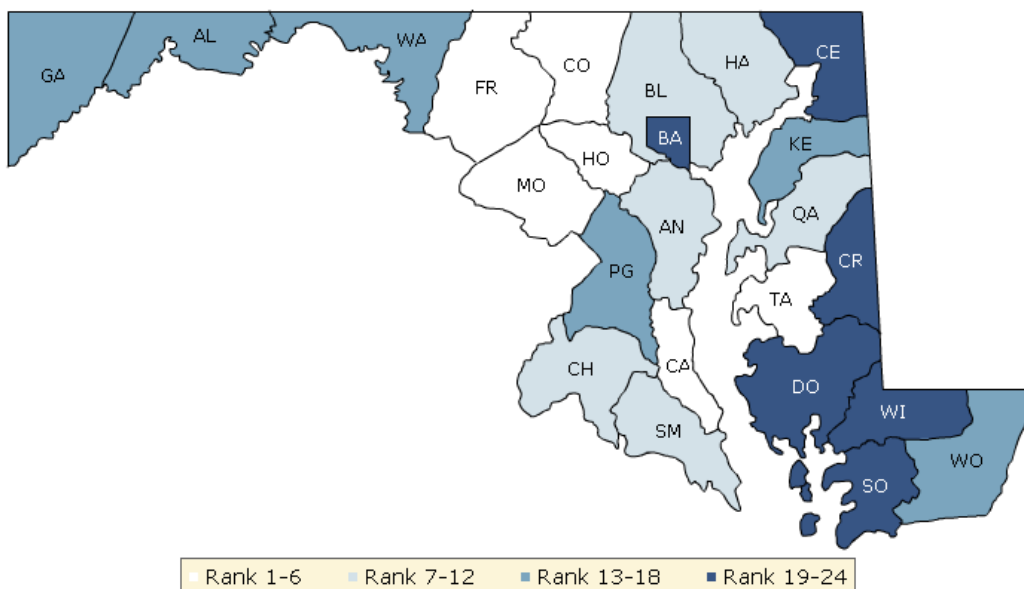 GA
AL
WA
FR
CO
BL
HA
CE
BA
KE
HO
MO
QA
AN
PG
CR
TA
CH
CA
DO
WI
SM
WO
SO
Rank 1-6 Rank 7-12 Rank 13-18 Rank 19-24